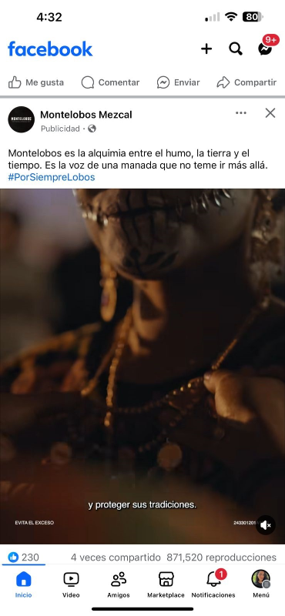 4:32
80
facebook
9+
Me gusta
Comentar
Enviar
Compartir
MONTELOBOS
Montelobos Mezcal
Publicidad
Montelobos es la alquimia entre el humo, la tierra y el
tiempo. Es la voz de una manada que no teme ir más allá.
#PorSiempreLobos
y proteger sus tradiciones.
EVITA EL EXCESO
230
4 veces compartido
871,520 reproducciones
1
Inicio
Video
Amigos
Marketplace
Notificaciones
Menú